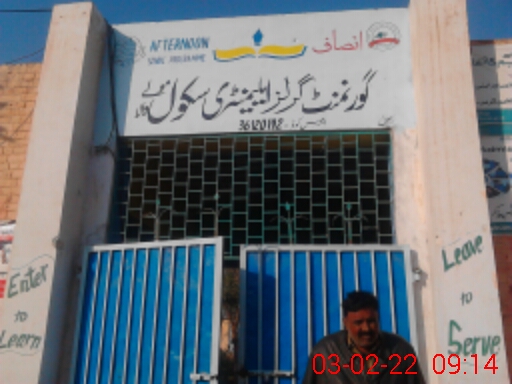 AFTERNOON
انصاف
گورنمنٹ گرلز ایلیمنٹری سکول
36120192
Enter
to
Learn
Leave
to
Serve
03-02-22 09:14